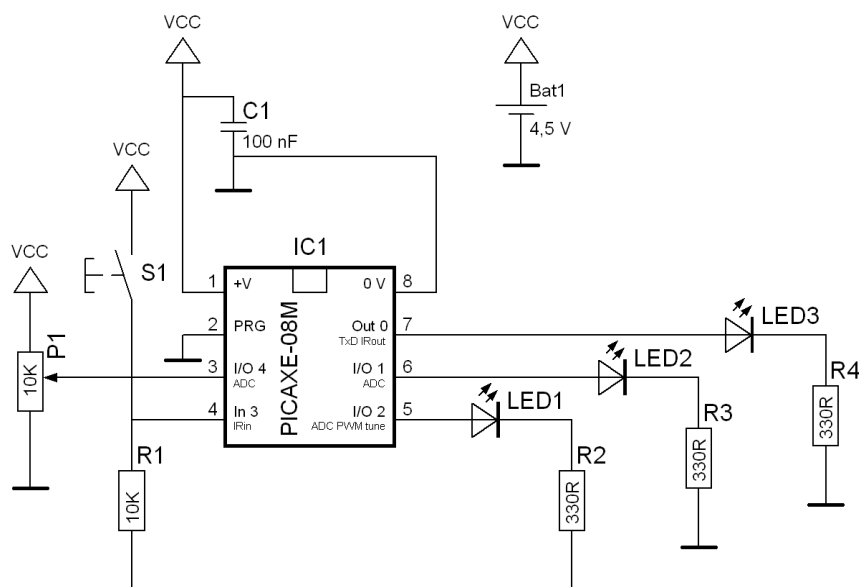 VCC
VCC
C1
100 nF
Bat1
4,5 V
VCC
S1
VCC
IC1
1
+V
0 V
8
2
PRG
Out 0
7
TxD IRout
LED3
P1
10K
3
I/O 4
ADC
I/O 1
6
ADC
LED2
4
In 3
IRin
I/O 2
5
ADC PWM tune
LED1
PICAXE-08M
R4
330R
R3
330R
R1
10K
R2
330R